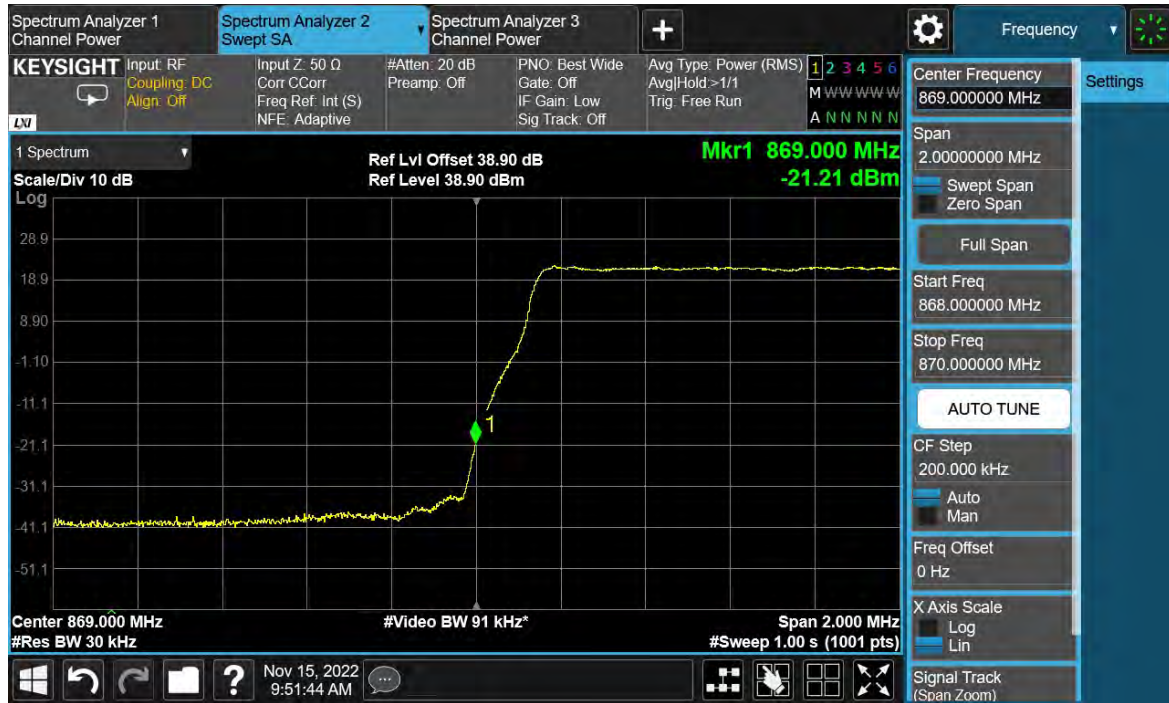 Spectrum Analyzer 1
Channel Power
Spectrum Analyzer 2
Swept SA
Spectrum Analyzer 3
Channel Power
Frequency
KEYSIGHT
LXI
Input: RF
Coupling: DC
Align: Off
Input Z: 50 Ω
Corr CCorr
Freq Ref: Int (S)
NFE: Adaptive
#Atten: 20 dB
Preamp: Off
PNO: Best Wide
Gate: Off
IF Gain: Low
Sig Track: Off
Avg Type: Power (RMS)
Avg|Hold:>1/1
Trig: Free Run
1 2 3 4 5 6
M W W W W W
A N N N N N
1 Spectrum
Scale/Div 10 dB
Log
Ref Lvl Offset 38.90 dB
Ref Level 38.90 dBm
Mkr1 869.000 MHz
-21.21 dBm
28.9
18.9
8.90
-1.10
-11.1
1
-21.1
-31.1
-41.1
-51.1
Center 869.000 MHz
#Res BW 30 kHz
#Video BW 91 kHz*
Span 2.000 MHz
#Sweep 1.00 s (1001 pts)
?
Nov 15, 2022
9:51:44 AM
Center Frequency
869.000000 MHz
Settings
Span
2.00000000 MHz
Swept Span
Zero Span
Full Span
Start Freq
868.000000 MHz
Stop Freq
870.000000 MHz
AUTO TUNE
CF Step
200.000 kHz
Auto
Man
Freq Offset
0 Hz
X Axis Scale
Log
Lin
Signal Track
(Span Zoom)